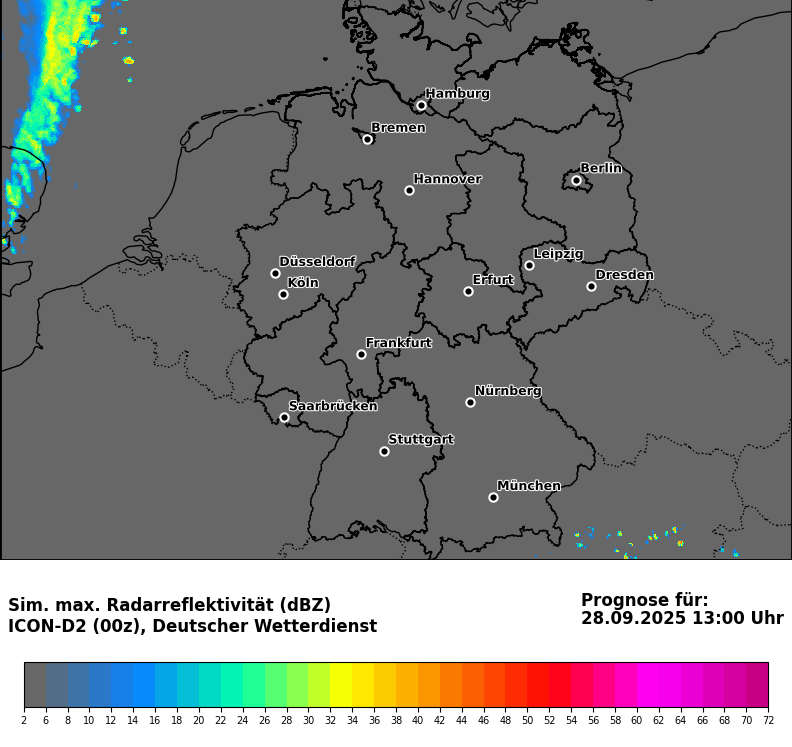 Hamburg
Bremen
Berlin
Hannover
Leipzig
Düsseldorf
Dresden
Köln
Erfurt
Frankfurt
Nürnberg
Saarbrücken
Stuttgart
München
Sim. max. Radarreflektivität (dBZ)
ICON-D2 (00z), Deutscher Wetterdienst
Prognose für:
28.09.2025 13:00 Uhr
2 6 8 10 12 14 16 18 20 22 24 26 28 30 32 34 36 38 40 42 44 46 48 50 52 54 56 58 60 62 64 66 68 70 72